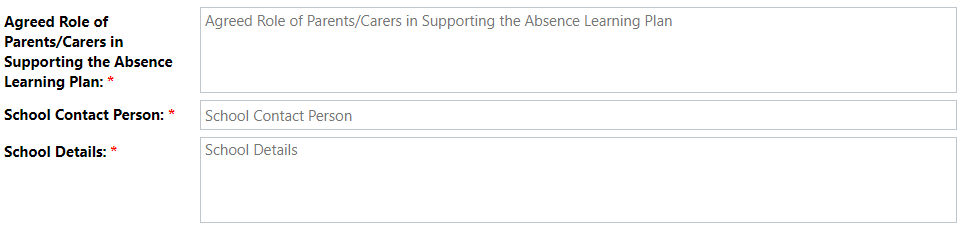 Agreed Role of
Parents/Carers in
Supporting the Absence
Learning Plan: *
Agreed Role of Parents/Carers in Supporting the Absence Learning Plan
School Contact Person: *
School Contact Person
School Details: *
School Details